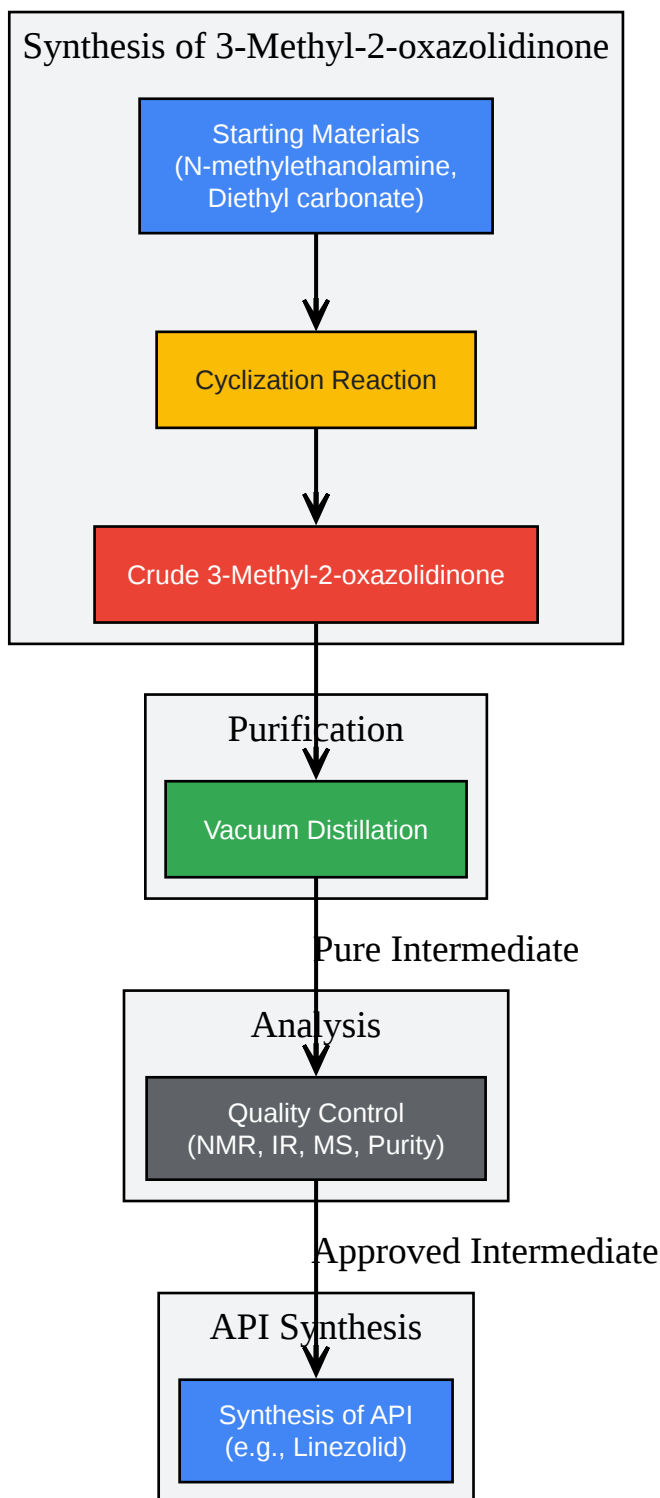 Synthesis of 3-Methyl-2-oxazolidinone
Starting Materials
(N-methylethanolamine,
Diethyl carbonate)
Cyclization Reaction
Crude 3-Methyl-2-oxazolidinone
Purification
Vacuum Distillation
Pure Intermediate
Analysis
Quality Control
(NMR, IR, MS, Purity)
Approved Intermediate
API Synthesis
Synthesis of API
(e.g., Linezolid)